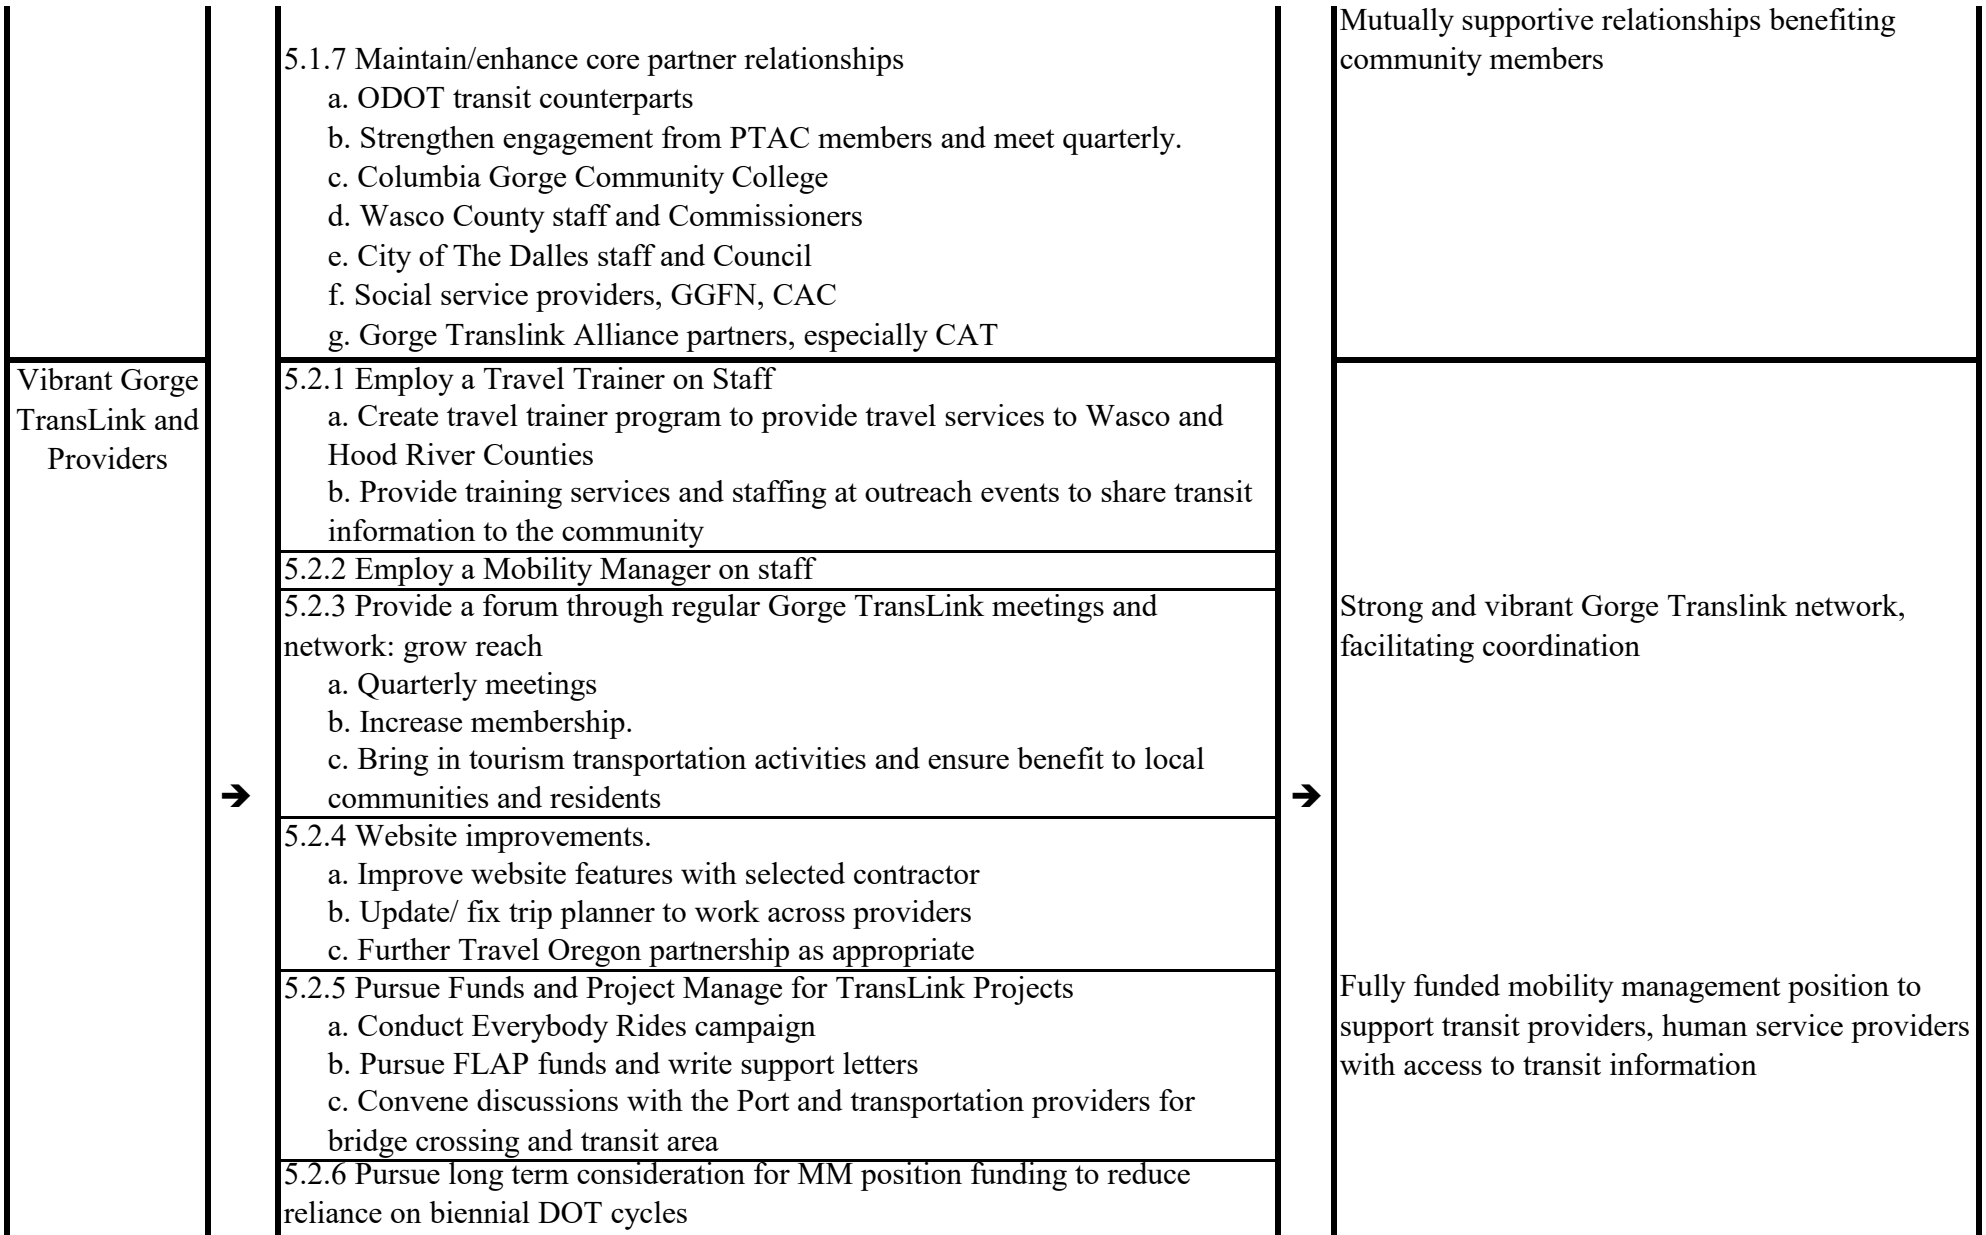 Mutually supportive relationships benefiting
community members
5.1.7 Maintain/enhance core partner relationships
a. ODOT transit counterparts
b. Strengthen engagement from PTAC members and meet quarterly.
c. Columbia Gorge Community College
d. Wasco County staff and Commissioners
e. City of The Dalles staff and Council
f. Social service providers, GGFN, CAC
g. Gorge Translink Alliance partners, especially CAT
Vibrant Gorge
TransLink and
Providers
➔
5.2.1 Employ a Travel Trainer on Staff
a. Create travel trainer program to provide travel services to Wasco and
Hood River Counties
b. Provide training services and staffing at outreach events to share transit
information to the community
5.2.2 Employ a Mobility Manager on staff
5.2.3 Provide a forum through regular Gorge TransLink meetings and
network: grow reach
a. Quarterly meetings
b. Increase membership.
c. Bring in tourism transportation activities and ensure benefit to local
communities and residents
5.2.4 Website improvements.
a. Improve website features with selected contractor
b. Update/ fix trip planner to work across providers
c. Further Travel Oregon partnership as appropriate
5.2.5 Pursue Funds and Project Manage for TransLink Projects
a. Conduct Everybody Rides campaign
b. Pursue FLAP funds and write support letters
c. Convene discussions with the Port and transportation providers for
bridge crossing and transit area
5.2.6 Pursue long term consideration for MM position funding to reduce
reliance on biennial DOT cycles
➔
Strong and vibrant Gorge Translink network,
facilitating coordination
Fully funded mobility management position to
support transit providers, human service providers
with access to transit information